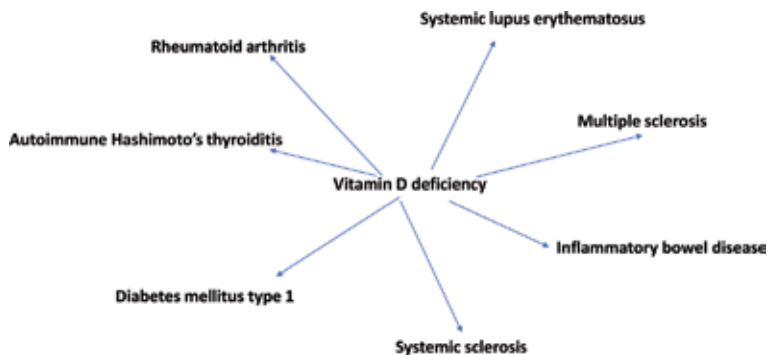 Systemic lupus erythematosus
Rheumatoid arthritis
Multiple sclerosis
Autoimmune Hashimoto's thyroiditis
Vitamin D deficiency
Inflammatory bowel disease
Diabetes mellitus type 1
Systemic sclerosis